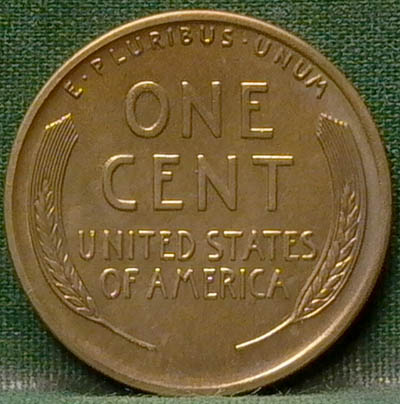 E·PLURIBUS·UNUM
ONE
CENT
UNITED STATES
OF AMERICA